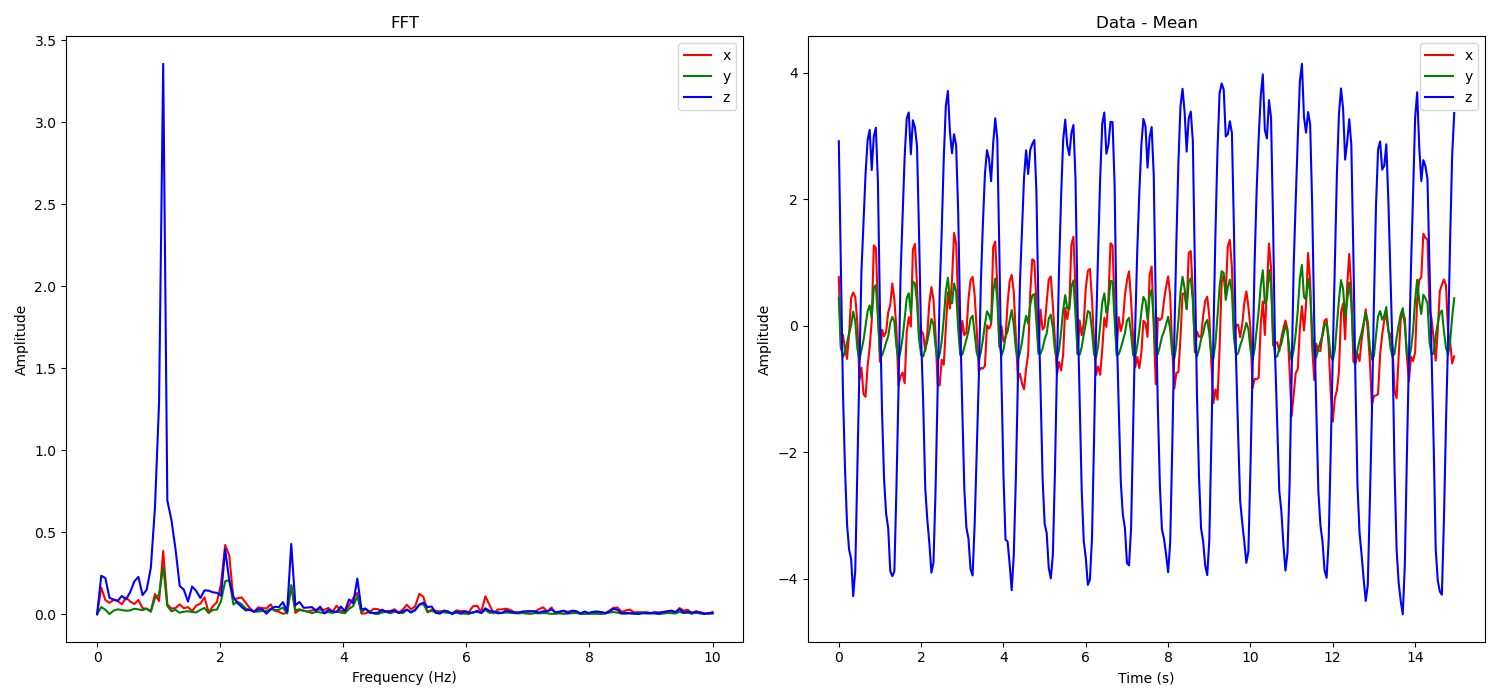 FFT
3.5
3.0
2.5
2.0
1.5
1.0
0.5
0.0
Amplitude
0 2 4 6 8 10
Frequency (Hz)
x
y
z
Data - Mean
4
2
0
−2
−4
Amplitude
0 2 4 6 8 10 12 14
Time (s)
x
y
z